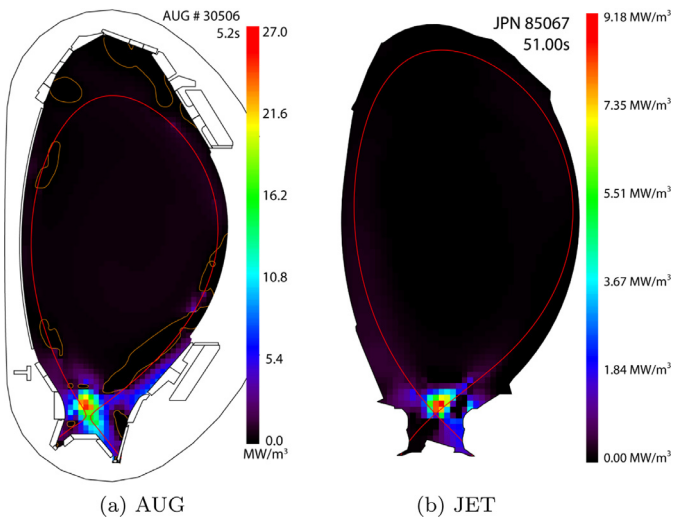 AUG # 30506
5.2s
27.0
21.6
16.2
10.8
5.4
0.0
MW/m³
JPN 85067
51.00s
9.18 MW/m³
7.35 MW/m³
5.51 MW/m³
3.67 MW/m³
1.84 MW/m³
0.00 MW/m³
(a) AUG
(b) JET